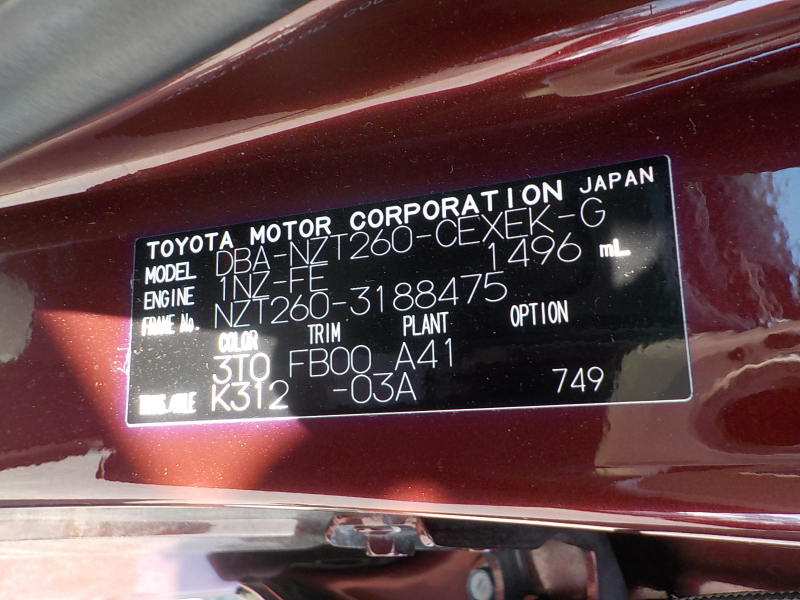 TOYOTA MOTOR CORPORATION JAPAN
MODEL DBA-NZT260-CEXEK-G
ENGINE 1NZ-FE 1496 mL
FRAME No. NZT260-3188475
COLOR TRIM PLANT OPTION
3T0 FB00 A41
K312 -03A 749